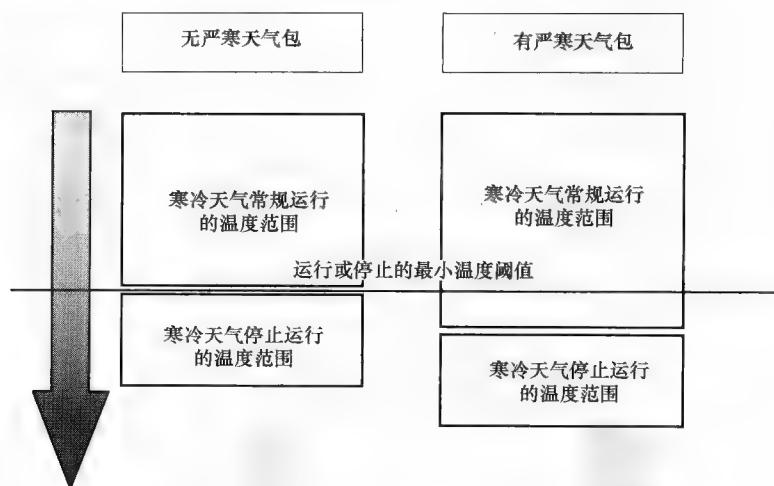 无严寒天气包
有严寒天气包
寒冷天气常规运行
的温度范围
寒冷天气常规运行
的温度范围
运行或停止的最小温度阈值
寒冷天气停止运行
的温度范围
寒冷天气停止运行
的温度范围